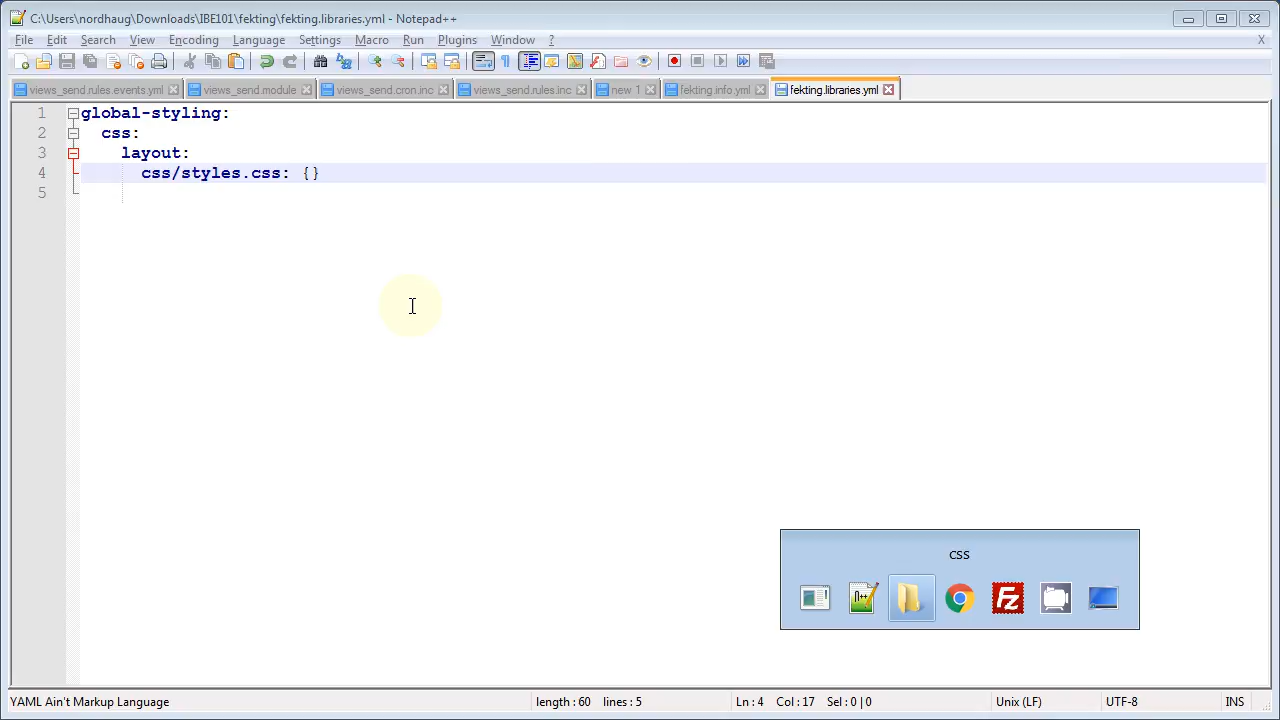 C:\Users\nordhaug\Downloads\IBE101\fekting\fekting.libraries.yml - Notepad++
File Edit Search View Encoding Language Settings Macro Run Plugins Window ? X
views_send.rules.events.yml views_send.module views_send.cron.inc views_send.rules.inc new 1 fekting.info.yml fekting.libraries.yml
1 global-styling:
2 css:
3 layout:
4 css/styles.css: {}
5
css
YAML Ain't Markup Language length : 60 lines : 5 Ln : 4 Col : 17 Sel : 0 | 0 Unix (LF) UTF-8 INS